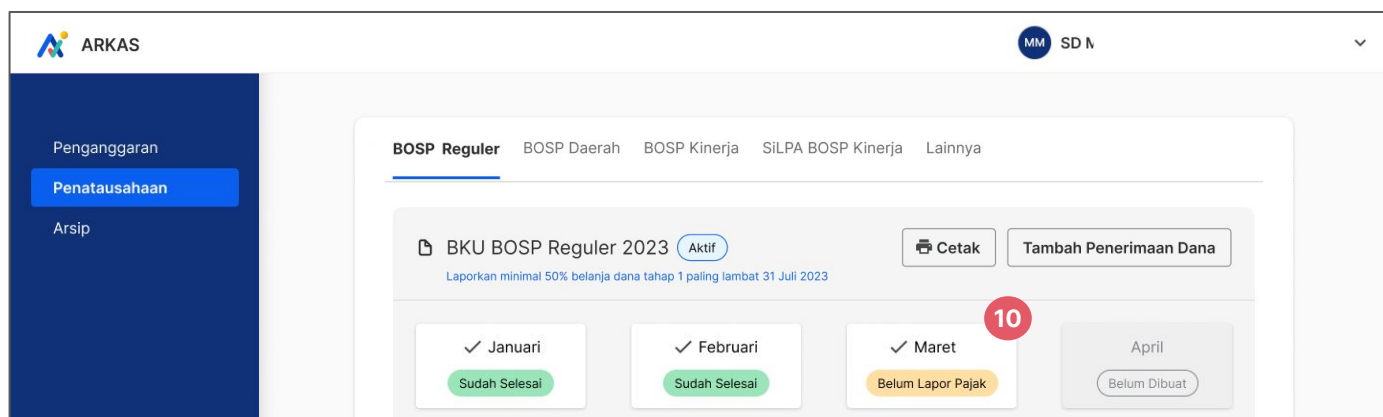 ARKAS
MM SD M
Penganggaran
Penatausahaan
Arsip
BOSP Reguler BOSP Daerah BOSP Kinerja SiLPA BOSP Kinerja Lainnya
BKU BOSP Reguler 2023 Aktif
Cetak Tambah Penerimaan Dana
Laporkan minimal 50% belanja dana tahap 1 paling lambat 31 Juli 2023
10
Januari Februari Maret April
Sudah Selesai Sudah Selesai Belum Lapor Pajak Belum Dibuat